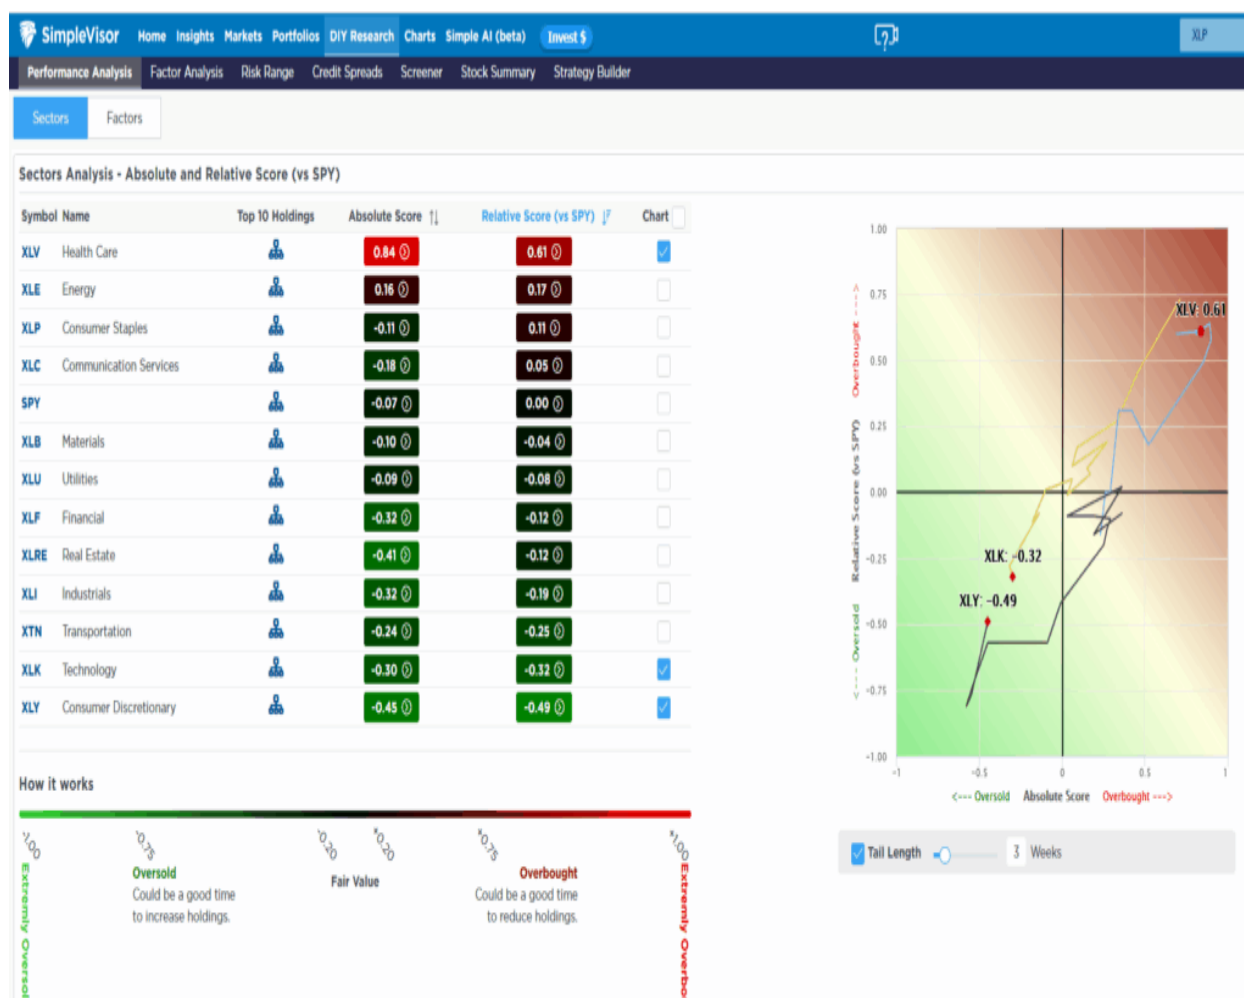 SimpleVisor Home Insights Markets Portfolios DIY Research Charts Simple AI (beta) Invest $ ? XLP
Performance Analysis Factor Analysis Risk Range Credit Spreads Screener Stock Summary Strategy Builder
Sectors Factors
Sectors Analysis - Absolute and Relative Score (vs SPY)
Symbol Name Top 10 Holdings Absolute Score Relative Score (vs SPY) Chart
XLV Health Care 0.84 0.61
XLE Energy 0.16 0.17
XLP Consumer Staples -0.11 0.11
XLC Communication Services -0.18 0.05
SPY -0.07 0.00
XLB Materials -0.10 -0.04
XLU Utilities -0.09 -0.08
XLF Financial -0.32 -0.12
XLRE Real Estate -0.41 -0.12
XLI Industrials -0.32 -0.19
XTN Transportation -0.24 -0.25
XLK Technology -0.30 -0.32
XLY Consumer Discretionary -0.45 -0.49
How it works
-1.00 -0.75 -0.20 +0.20 +0.75 +1.00
Extremly Oversol
Oversold
Could be a good time
to increase holdings.
Fair Value
Overbought
Could be a good time
to reduce holdings.
Extremly Overbo
1.00
0.75
0.50
0.25
0.00
-0.25
-0.50
-0.75
-1.00
<--- Oversold Relative Score (vs SPY) Overbought --->
XLV: 0.61
XLK: -0.32
XLY: -0.49
-1 -0.5 0 0.5 1
<--- Oversold Absolute Score Overbought --->
Tail Length 3 Weeks